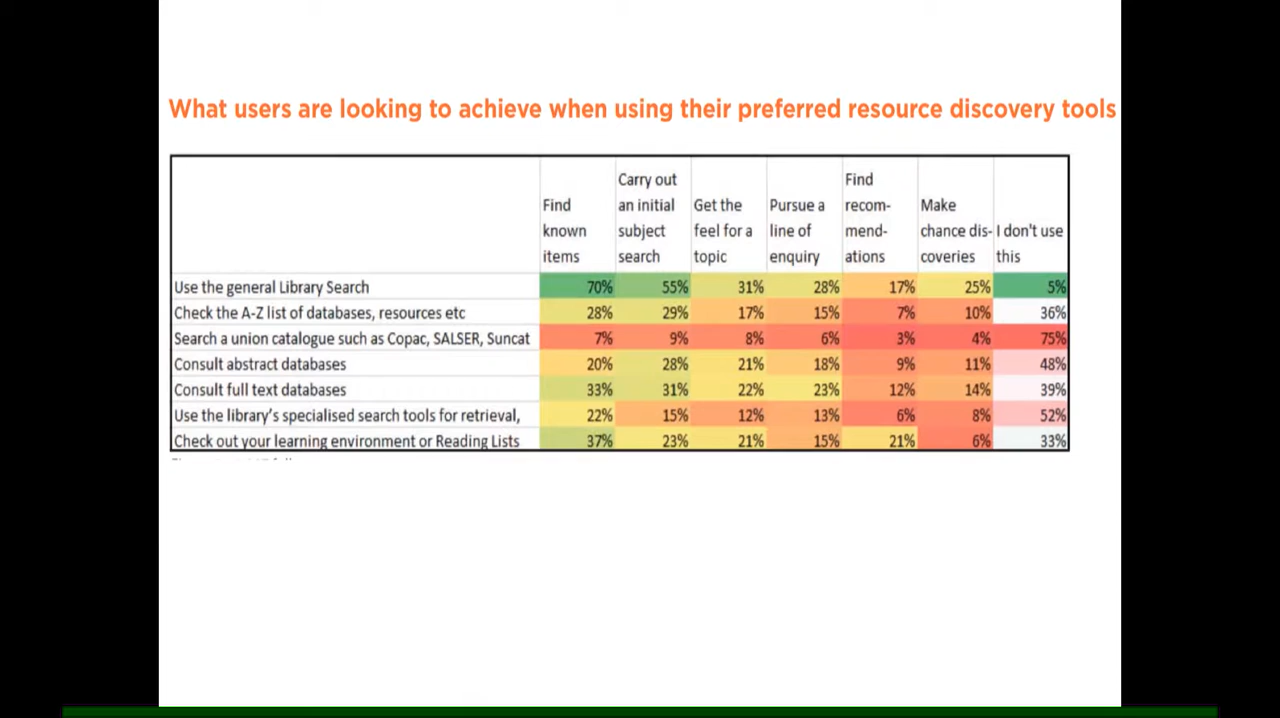 What users are looking to achieve when using their preferred resource discovery tools
Find known items
Carry out an initial subject search
Get the feel for a topic
Pursue a line of enquiry
Find recom-mend-ations
Make chance dis-coveries
I don't use this
Use the general Library Search 70% 55% 31% 28% 17% 25% 5%
Check the A-Z list of databases, resources etc 28% 29% 17% 15% 7% 10% 36%
Search a union catalogue such as Copac, SALSER, Suncat 7% 9% 8% 6% 3% 4% 75%
Consult abstract databases 20% 28% 21% 18% 9% 11% 48%
Consult full text databases 33% 31% 22% 23% 12% 14% 39%
Use the library's specialised search tools for retrieval, 22% 15% 12% 13% 6% 8% 52%
Check out your learning environment or Reading Lists 37% 23% 21% 15% 21% 6% 33%